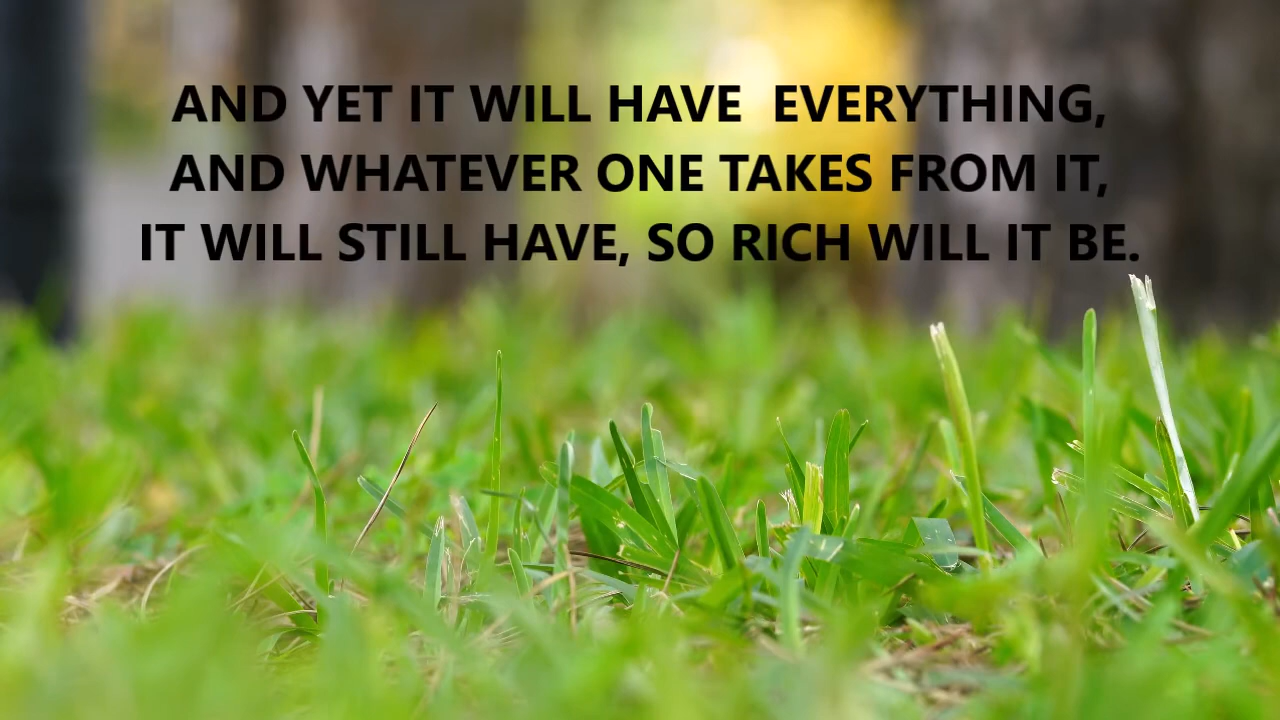 AND YET IT WILL HAVE  EVERYTHING,
AND WHATEVER ONE TAKES FROM IT,
IT WILL STILL HAVE, SO RICH WILL IT BE.